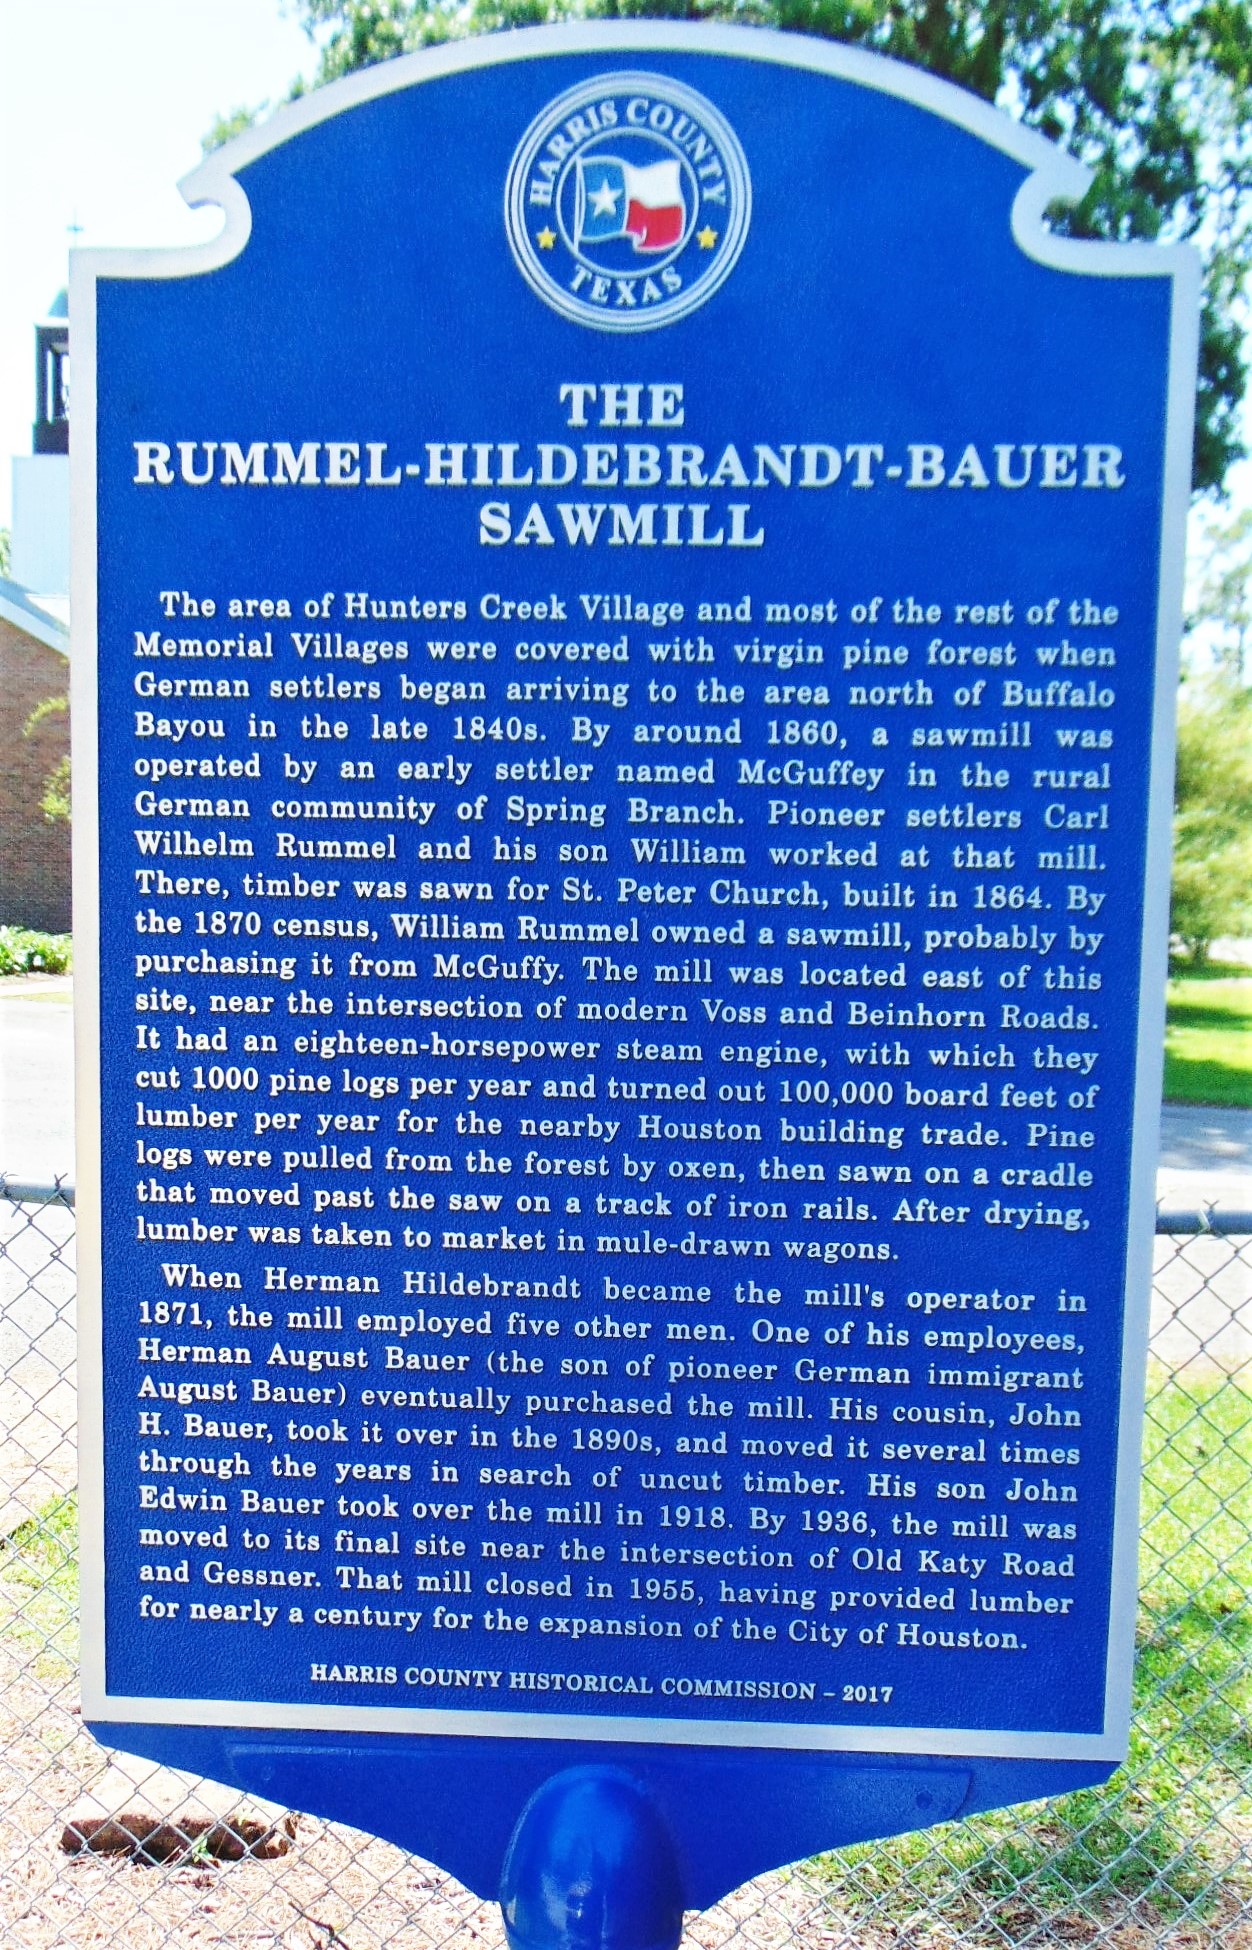 HARRIS COUNTY
TEXAS
THE
RUMMEL-HILDEBRANDT-BAUER
SAWMILL
The area of Hunters Creek Village and most of the rest of the
Memorial Villages were covered with virgin pine forest when
German settlers began arriving to the area north of Buffalo
Bayou in the late 1840s. By around 1860, a sawmill was
operated by an early settler named McGuffey in the rural
German community of Spring Branch. Pioneer settlers Carl
Wilhelm Rummel and his son William worked at that mill.
There, timber was sawn for St. Peter Church, built in 1864. By
the 1870 census, William Rummel owned a sawmill, probably by
purchasing it from McGuffy. The mill was located east of this
site, near the intersection of modern Voss and Beinhorn Roads.
It had an eighteen-horsepower steam engine, with which they
cut 1000 pine logs per year and turned out 100,000 board feet of
lumber per year for the nearby Houston building trade. Pine
logs were pulled from the forest by oxen, then sawn on a cradle
that moved past the saw on a track of iron rails. After drying,
lumber was taken to market in mule-drawn wagons.
When Herman Hildebrandt became the mill's operator in
1871, the mill employed five other men. One of his employees,
Herman August Bauer (the son of pioneer German immigrant
August Bauer) eventually purchased the mill. His cousin, John
H. Bauer, took it over in the 1890s, and moved it several times
through the years in search of uncut timber. His son John
Edwin Bauer took over the mill in 1918. By 1936, the mill was
moved to its final site near the intersection of Old Katy Road
and Gessner. That mill closed in 1955, having provided lumber
for nearly a century for the expansion of the City of Houston.
HARRIS COUNTY HISTORICAL COMMISSION – 2017